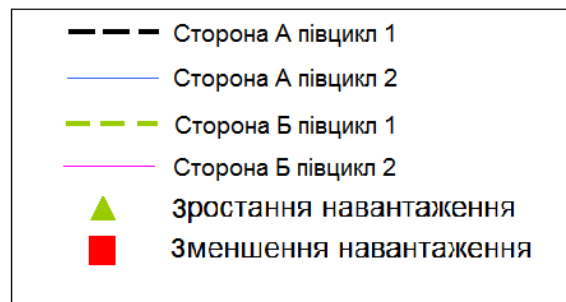 Сторона А півцикл 1
Сторона А півцикл 2
Сторона Б півцикл 1
Сторона Б півцикл 2
Зростання навантаження
Зменшення навантаження